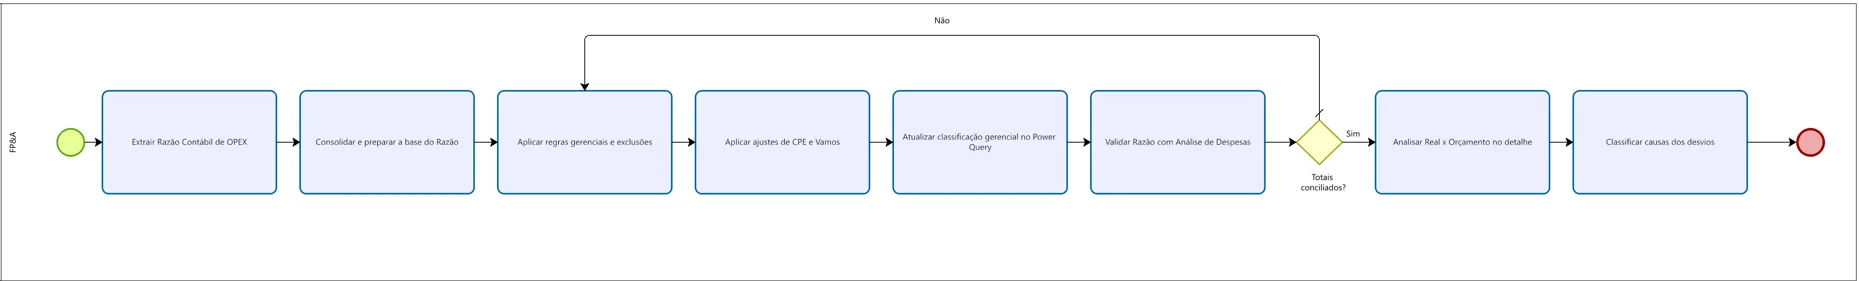 Não
FP&A
Extrair Razão Contábil de OPEX
Consolidar e preparar a base do Razão
Aplicar regras gerenciais e exclusões
Aplicar ajustes de CPE e Vamos
Atualizar classificação gerencial no Power
Query
Validar Razão com Análise de Despesas
Totais
conciliados?
Sim
Analisar Real x Orçamento no detalhe
Classificar causas dos desvios